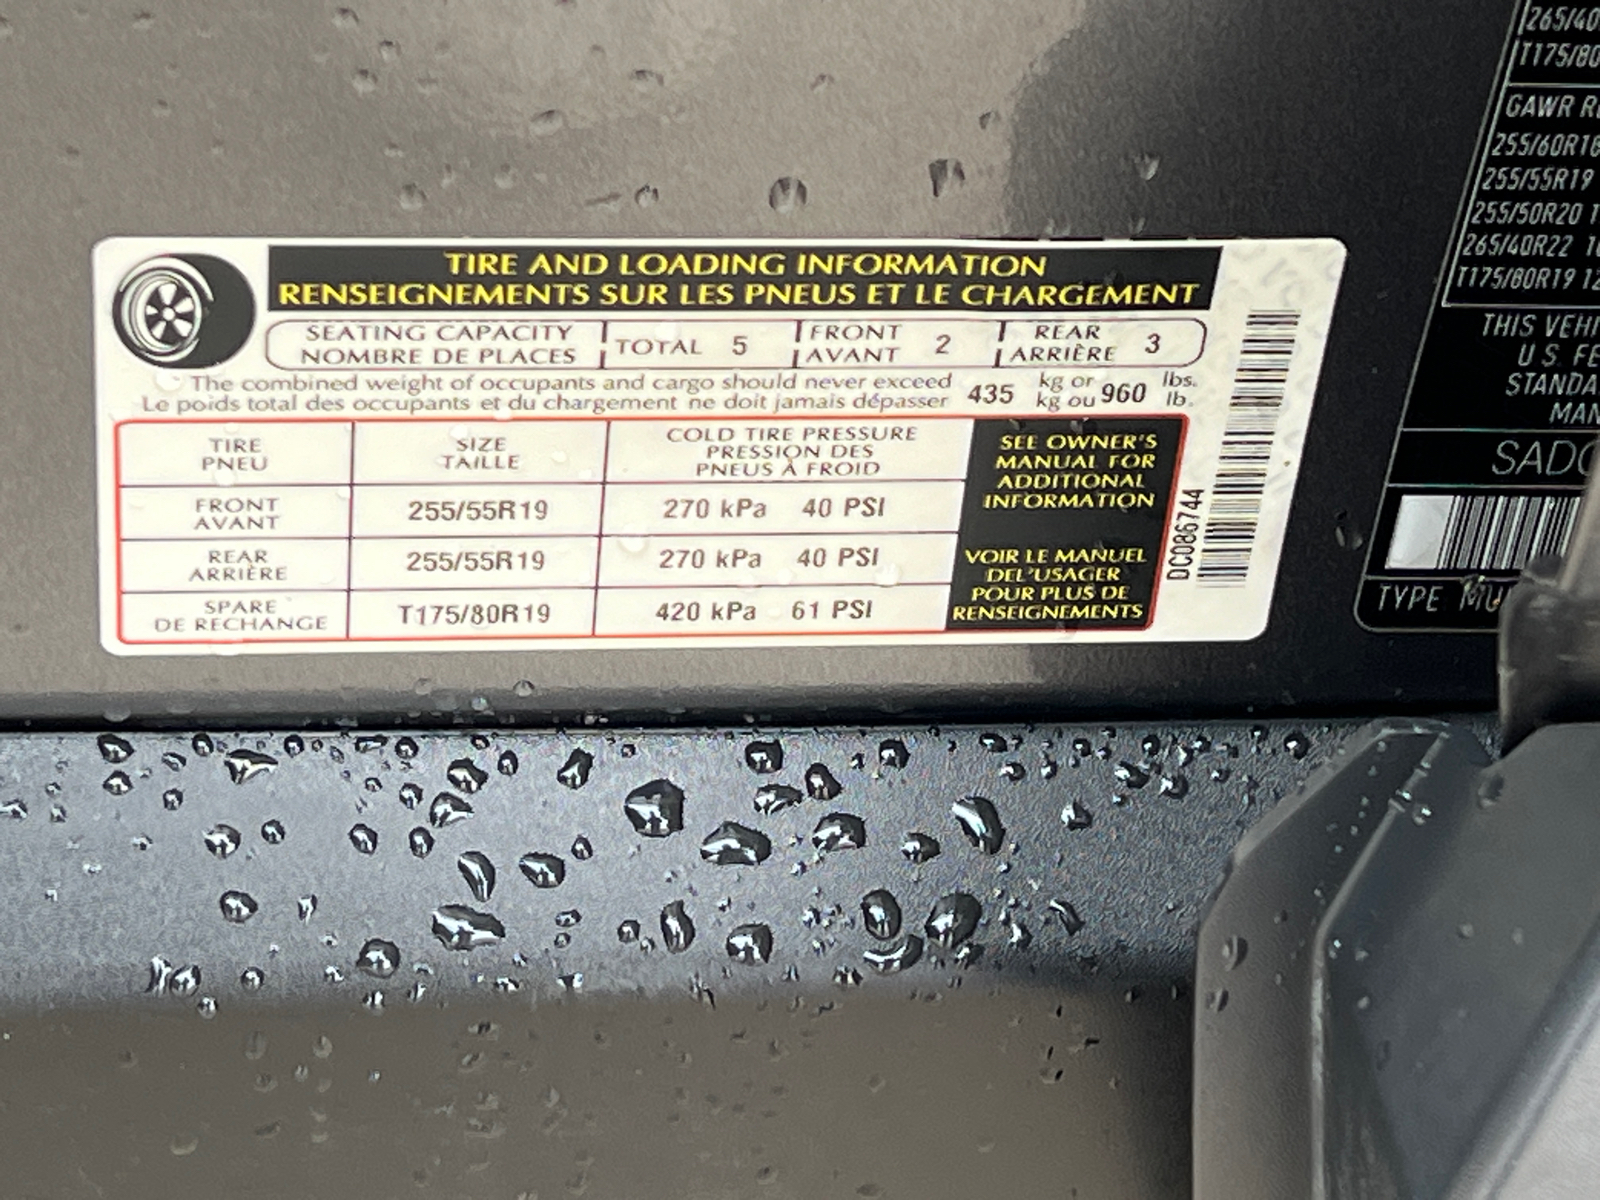 TIRE AND LOADING INFORMATION
RENSEIGNEMENTS SUR LES PNEUS ET LE CHARGEMENT
SEATING CAPACITY
NOMBRE DE PLACES
TOTAL 5
FRONT
AVANT
2
REAR
ARRIÈRE
3
The combined weight of occupants and cargo should never exceed
Le poids total des occupants et du chargement ne doit jamais dépasser
435
kg or
kg ou
960
lbs.
lb.
TIRE
PNEU
SIZE
TAILLE
COLD TIRE PRESSURE
PRESSION DES
PNEUS À FROID
FRONT
AVANT
255/55R19
270 kPa 40 PSI
REAR
ARRIÈRE
255/55R19
270 kPa 40 PSI
SPARE
DE RECHANGE
T175/80R19
420 kPa 61 PSI
SEE OWNER'S
MANUAL FOR
ADDITIONAL
INFORMATION
VOIR LE MANUEL
DEL'USAGER
POUR PLUS DE
RENSEIGNEMENTS
DC086744
265/40
T175/80
GAWR
255/60R18
255/55R19
255/50R20
265/40R22
T175/80R19
THIS
U.S.
TYPE